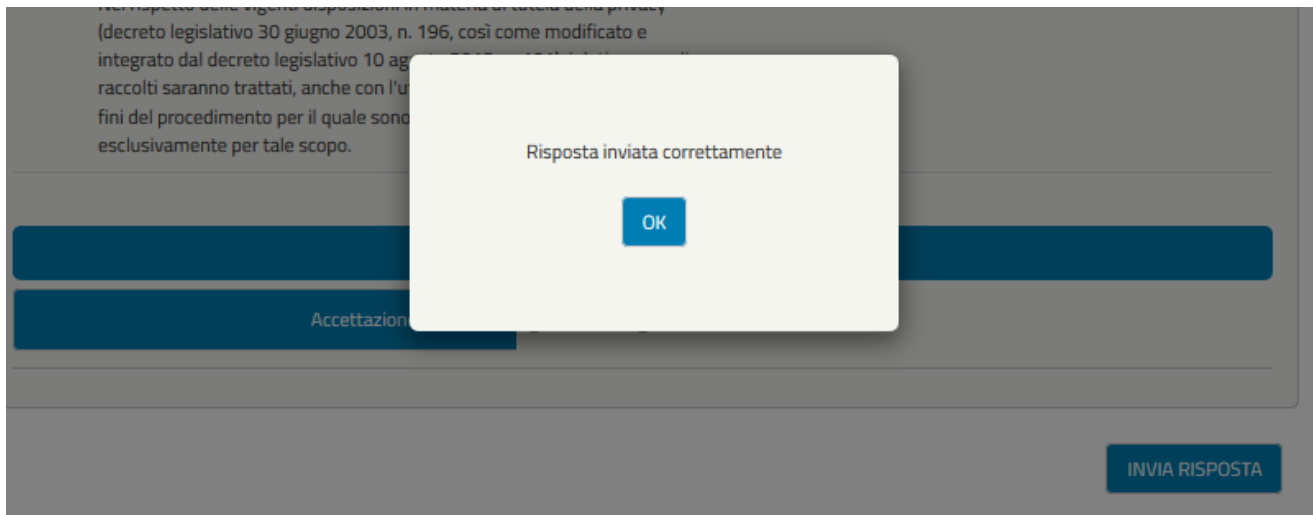 (decreto legislativo 30 giugno 2003, n. 196, così come modificato e
integrato dal decreto legislativo 10
raccolti saranno trattati, anche con
fini del procedimento per il quale sono
esclusivamente per tale scopo.
Risposta inviata correttamente
OK
Accettazione
INVIA RISPOSTA